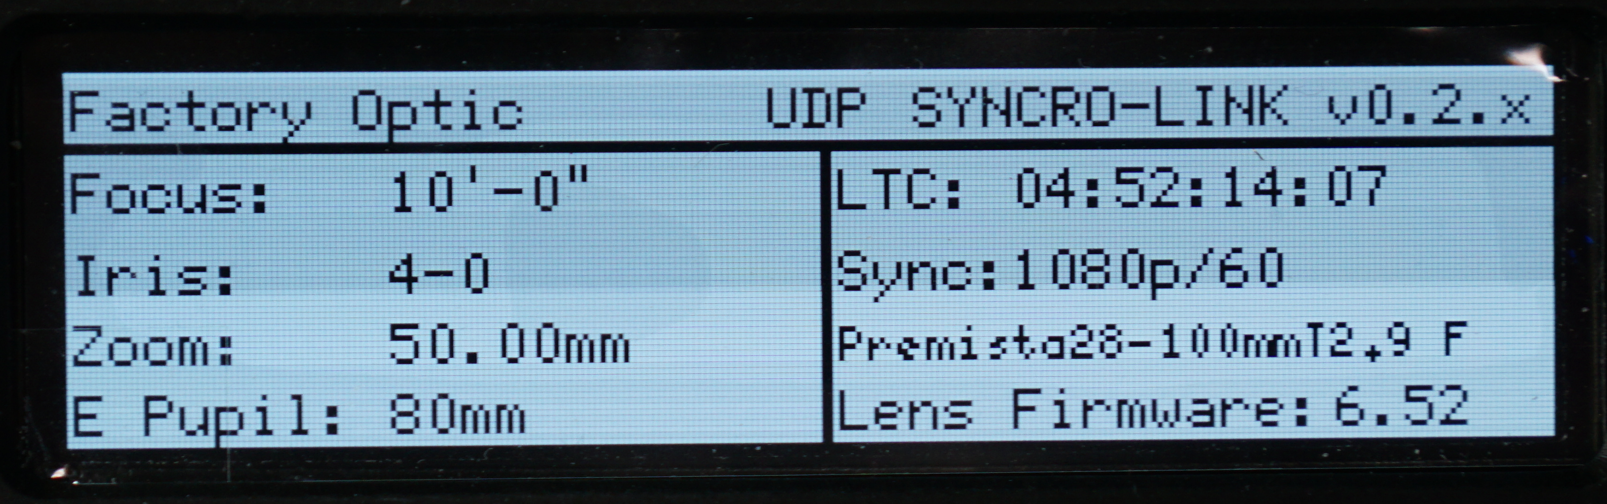 Factory Optic UDP SYNCRO-LINK v0.2.x
Focus: 10'-0"
Iris: 4-0
Zoom: 50.00mm
E Pupil: 80mm
LTC: 04:52:14:07
Sync:1080p/60
Premista28-100mmT2.9 F
Lens Firmware: 6.52